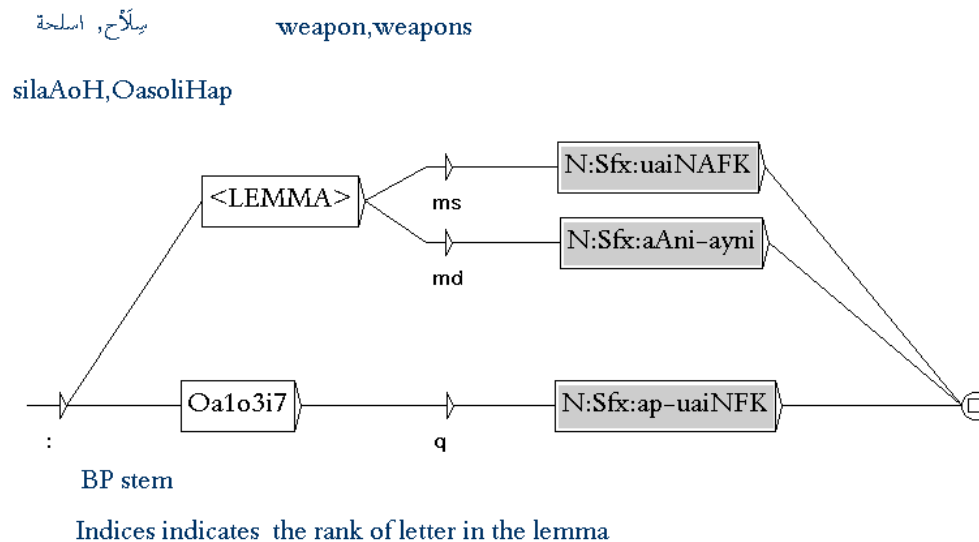 سِلَاْح, اسلحة weapon,weapons
silaAoH,OasoliHap
N:Sfx:uaiNAFK
<LEMMA>
ms
N:Sfx:aAni-ayni
md
Oa1o3i7
N:Sfx:ap-uaiNFK
:
q
BP stem
Indices indicates the rank of letter in the lemma